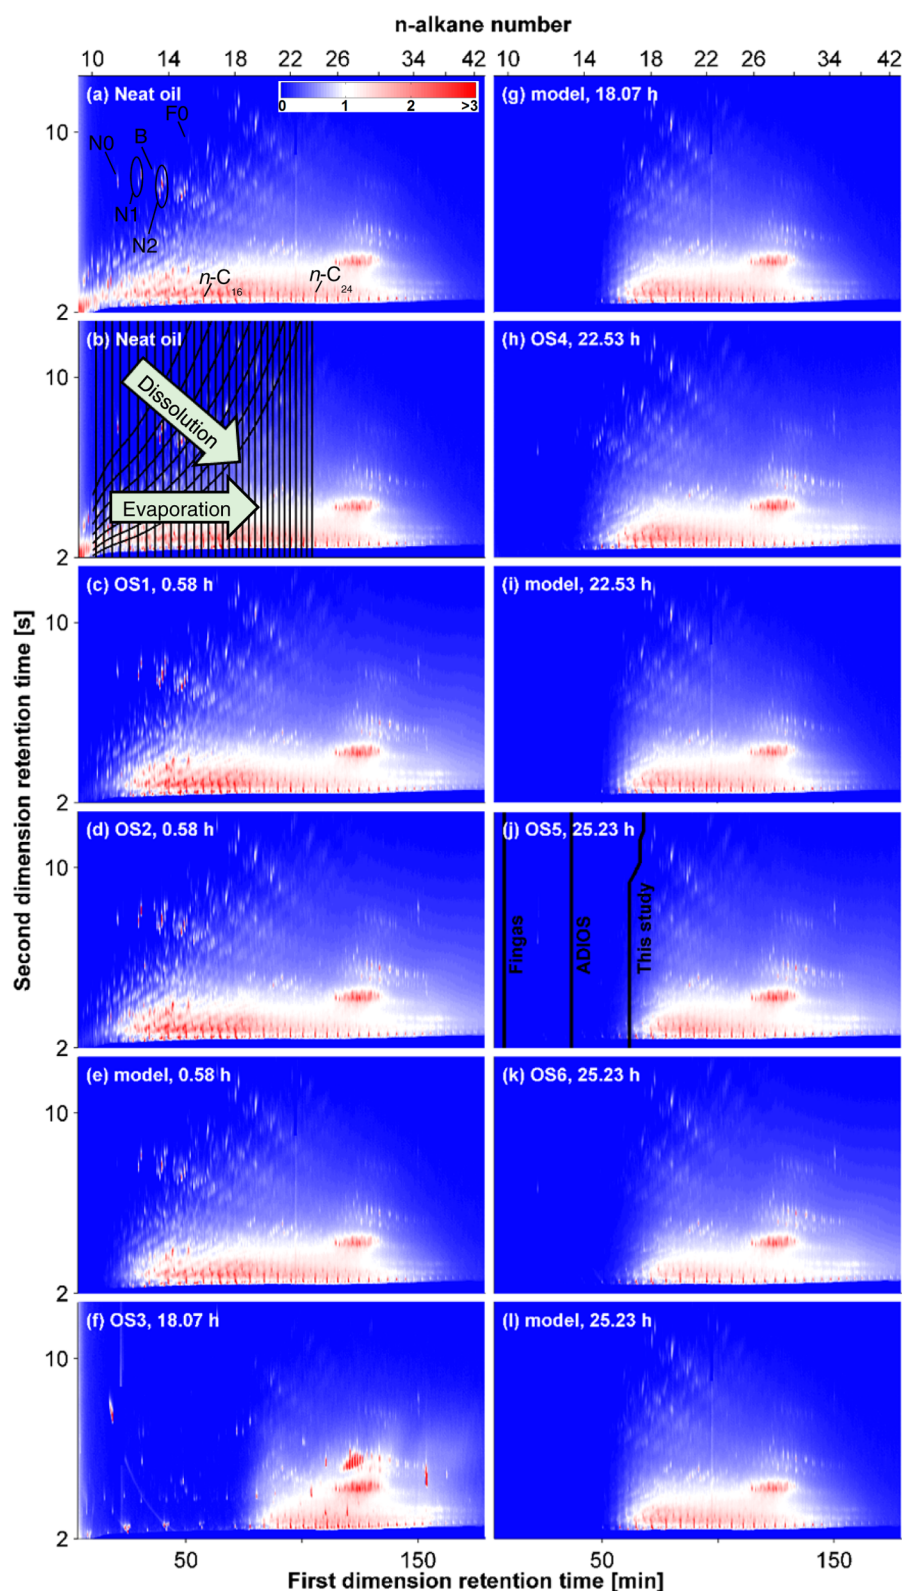 n-alkane number
10 14 18 22 26 34 42
10 14 18 22 26 34 42
(a) Neat oil
0 1 2 >3
(g) model, 18.07 h
10
F0
B
N0
N1
N2
n-C16
n-C24
2
(b) Neat oil
(h) OS4, 22.53 h
10
Dissolution
Evaporation
2
(c) OS1, 0.58 h
(i) model, 22.53 h
10
2
(d) OS2, 0.58 h
(j) OS5, 25.23 h
10
Fingas
ADIOS
This study
2
Second dimension retention time [s]
(e) model, 0.58 h
(k) OS6, 25.23 h
10
2
(f) OS3, 18.07 h
(l) model, 25.23 h
10
2
50 150
50 150
First dimension retention time [min]